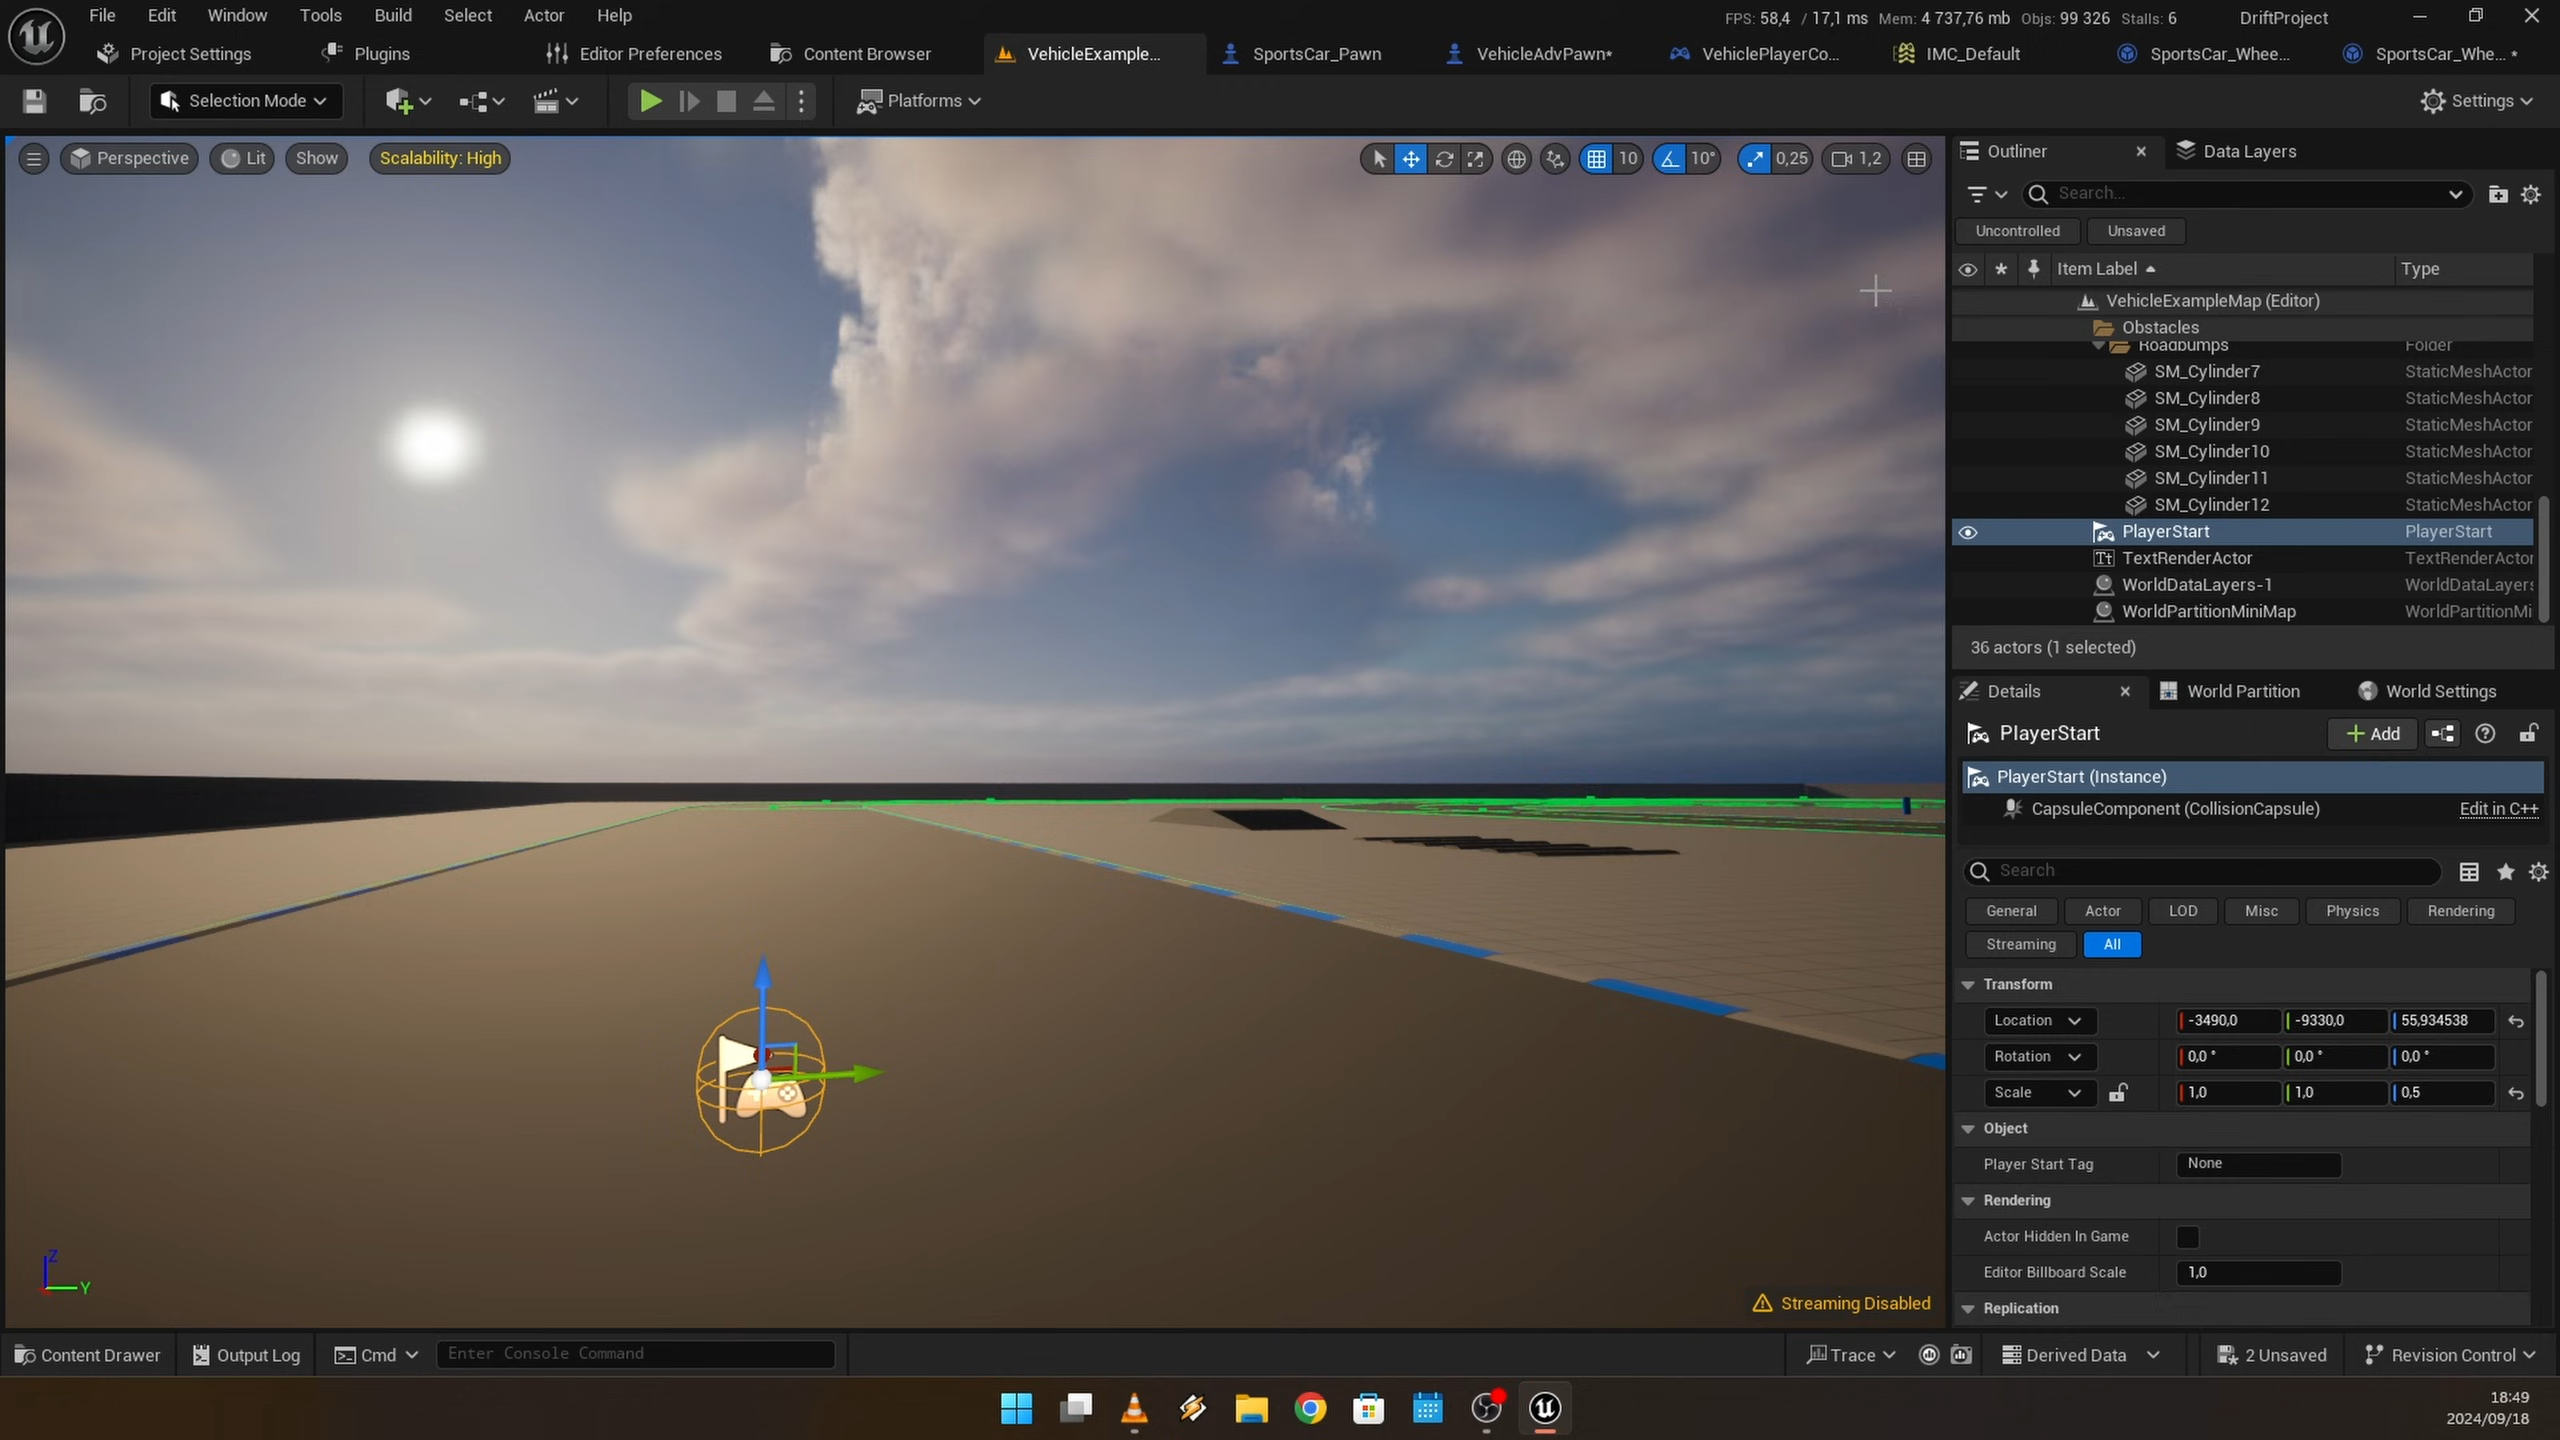 File Edit Window Tools Build Select Actor Help
FPS: 58,4 / 17,1 ms Mem: 4 737,76 mb Objs: 99 326 Stalls: 6 DriftProject
Project Settings Plugins Editor Preferences Content Browser VehicleExample... SportsCar_Pawn VehicleAdvPawn* VehiclePlayerCo... IMC_Default SportsCar_Whee... SportsCar_Whe... *
Selection Mode Platforms Settings
Perspective Lit Show Scalability: High 10 10° 0,25 1,2
Outliner Data Layers
Search...
Uncontrolled Unsaved
Item Label Type
VehicleExampleMap (Editor)
Obstacles
Roadbumps Folder
SM_Cylinder7 StaticMeshActor
SM_Cylinder8 StaticMeshActor
SM_Cylinder9 StaticMeshActor
SM_Cylinder10 StaticMeshActor
SM_Cylinder11 StaticMeshActor
SM_Cylinder12 StaticMeshActor
PlayerStart PlayerStart
TextRenderActor TextRenderActor
WorldDataLayers-1 WorldDataLayers
WorldPartitionMiniMap WorldPartitionMi
36 actors (1 selected)
Details World Partition World Settings
PlayerStart Add
PlayerStart (Instance)
CapsuleComponent (CollisionCapsule) Edit in C++
Search
General Actor LOD Misc Physics Rendering
Streaming All
Transform
Location -3490,0 -9330,0 55,934538
Rotation 0,0 ° 0,0 ° 0,0 °
Scale 1,0 1,0 0,5
Object
Player Start Tag None
Rendering
Actor Hidden In Game
Editor Billboard Scale 1,0
Replication
Z
Y
Streaming Disabled
Content Drawer Output Log Cmd Enter Console Command Trace Derived Data 2 Unsaved Revision Control
18:49
2024/09/18